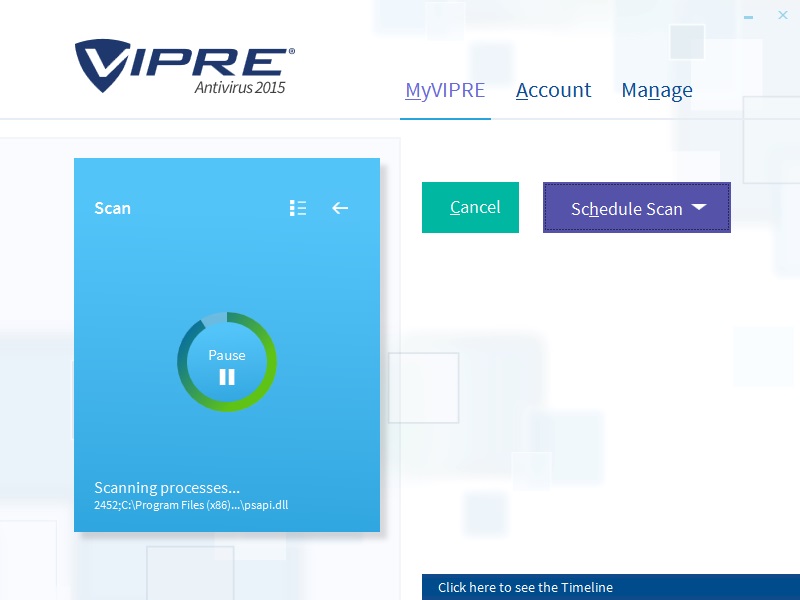 VIPRE®
Antivirus 2015
MyVIPRE
Account
Manage
Scan
Cancel
Schedule Scan
Pause
Scanning processes...
2452;C:\Program Files (x86)...\psapi.dll
Click here to see the Timeline